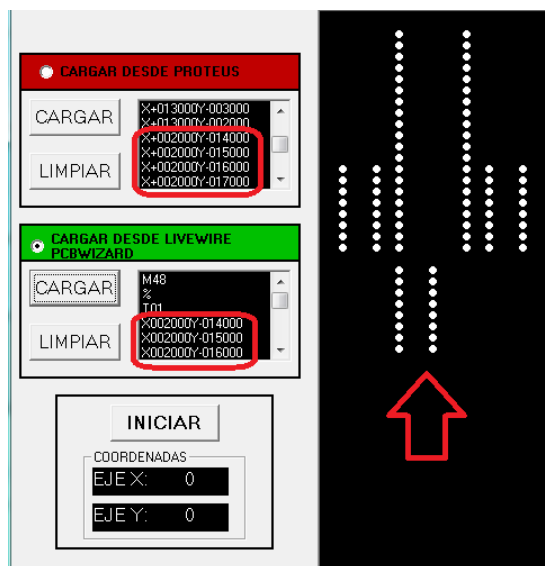 CARGAR DESDE PROTEUS
CARGAR
X+013000Y-003000
X+013000Y-002000
X+002000Y-014000
X+002000Y-015000
X+002000Y-016000
X+002000Y-017000
LIMPIAR
CARGAR DESDE LIVEWIRE
PCBWIZARD
CARGAR
M48
%
T01
X002000Y-014000
X002000Y-015000
X002000Y-016000
LIMPIAR
INICIAR
COORDENADAS
EJE X: 0
EJE Y: 0